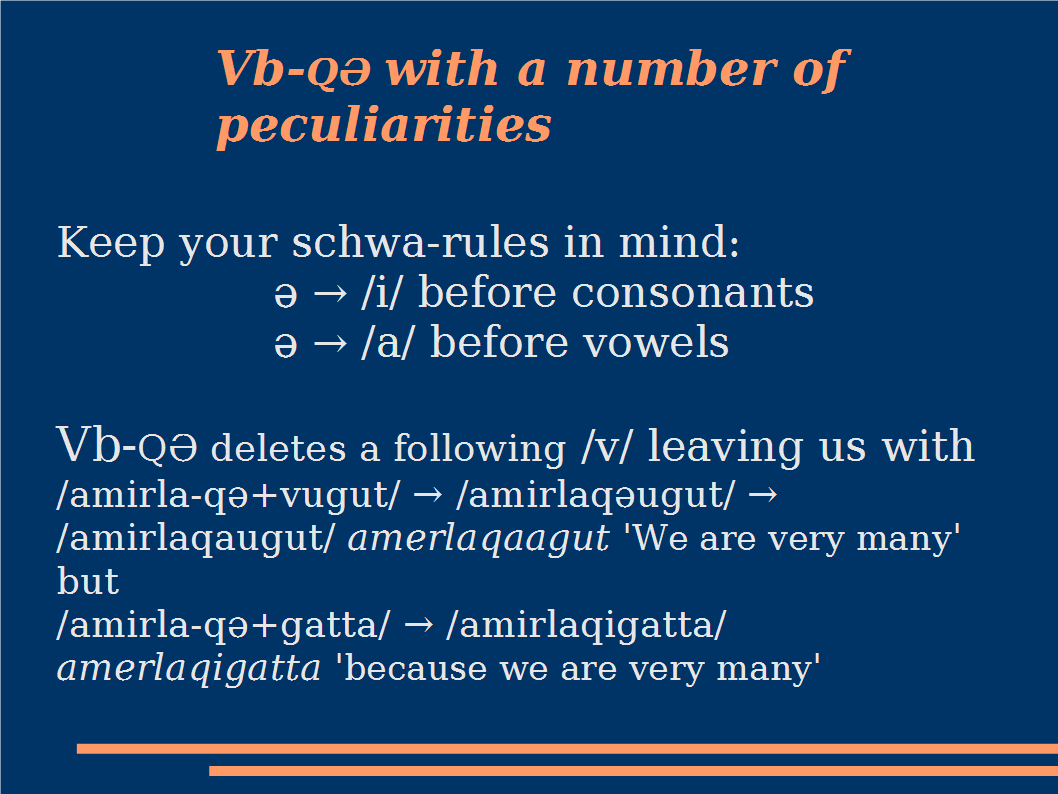 Vb-QƏ with a number of
peculiarities
Keep your schwa-rules in mind:
ə → /i/ before consonants
ə → /a/ before vowels
Vb-QƏ deletes a following /v/ leaving us with
/amirla-qə+vugut/ → /amirlaqəugut/ →
/amirlaqaugut/ amerlaqaagut 'We are very many'
but
/amirla-qə+gatta/ → /amirlaqigatta/
amerlaqigatta 'because we are very many'